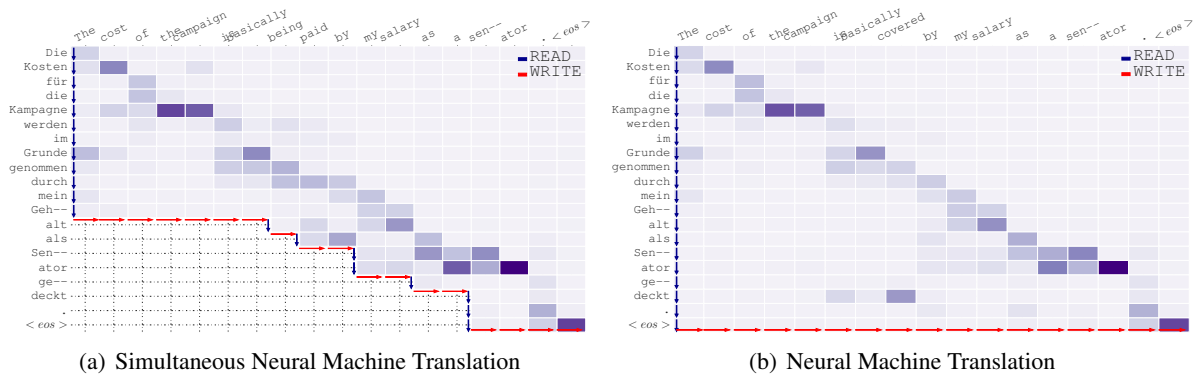 The cost of the campaign is basically being paid by my salary as a sen-- ator . <eos>
Die
Kosten
für
die
Kampagne
werden
im
Grunde
genommen
durch
mein
Geh--
alt
als
Sen--
ator
ge--
deckt
.
<eos>
READ
WRITE
(a) Simultaneous Neural Machine Translation
The cost of the campaign is basically covered by my salary as a sen-- ator . <eos>
Die
Kosten
für
die
Kampagne
werden
im
Grunde
genommen
durch
mein
Geh--
alt
als
Sen--
ator
ge--
deckt
.
<eos>
READ
WRITE
(b) Neural Machine Translation